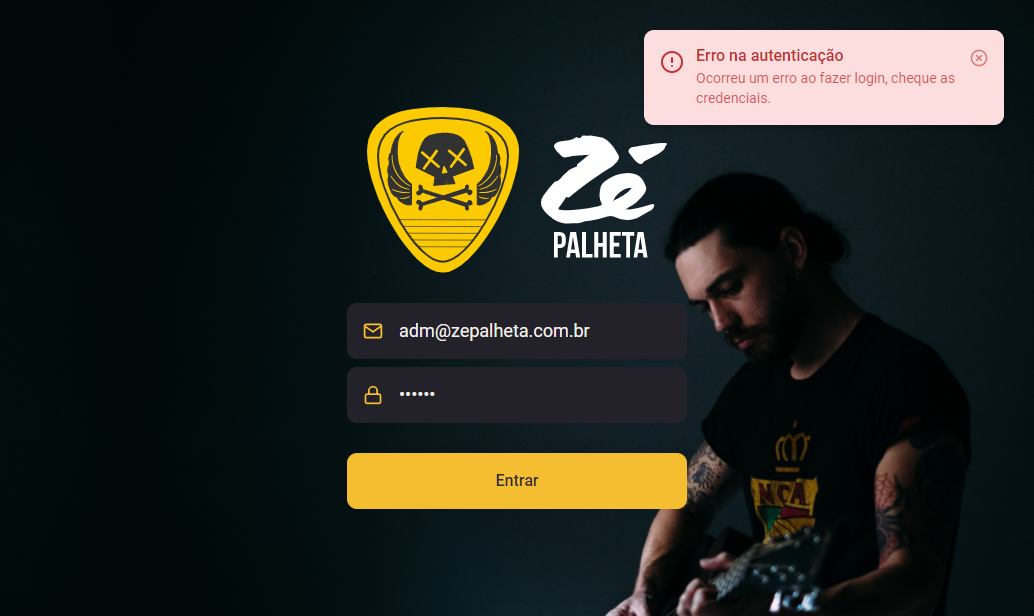 Erro na autenticação
Ocorreu um erro ao fazer login, cheque as
credenciais.
Zé
PALHETA
adm@zepalheta.com.br
••••••
Entrar